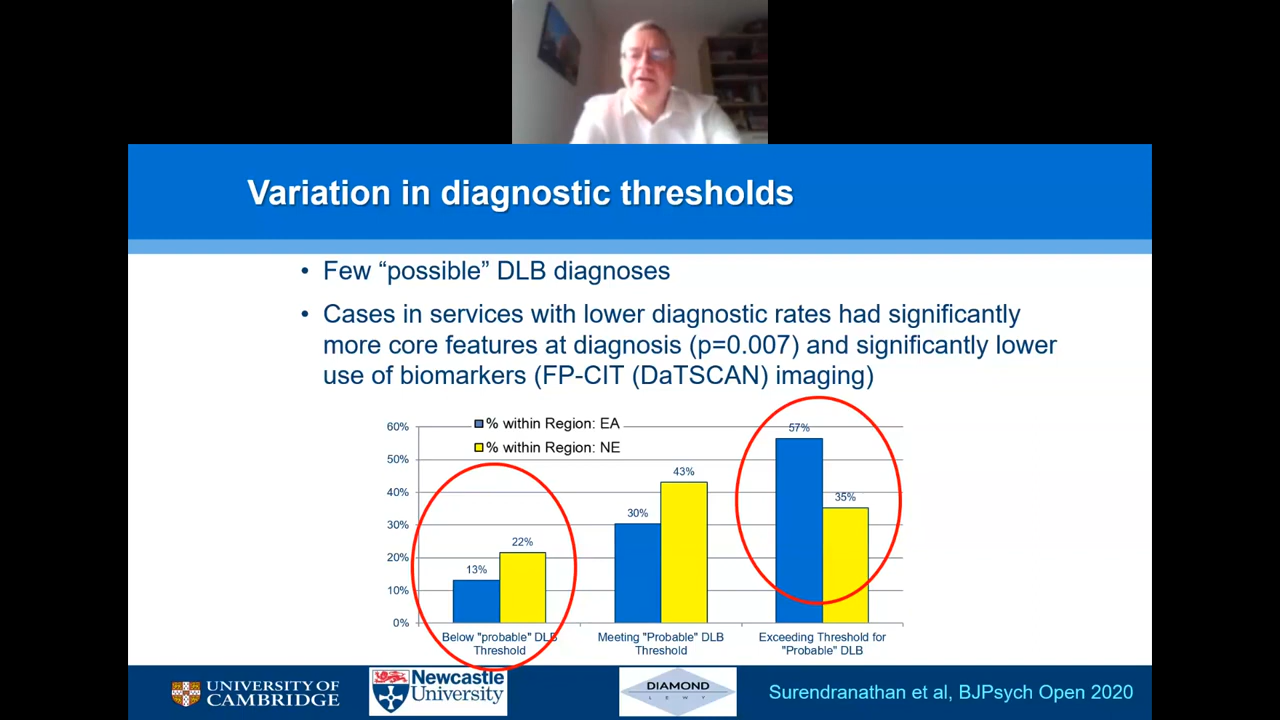 Variation in diagnostic thresholds
• Few “possible” DLB diagnoses
• Cases in services with lower diagnostic rates had significantly
more core features at diagnosis (p=0.007) and significantly lower
use of biomarkers (FP-CIT (DaTSCAN) imaging)
% within Region: EA
% within Region: NE
60%
50%
40%
30%
20%
10%
0%
13%
22%
30%
43%
57%
35%
Below "probable" DLB
Threshold
Meeting "Probable" DLB
Threshold
Exceeding Threshold for
"Probable" DLB
UNIVERSITY OF
CAMBRIDGE
Newcastle
University
DIAMOND
LEWY
Surendranathan et al, BJPsych Open 2020